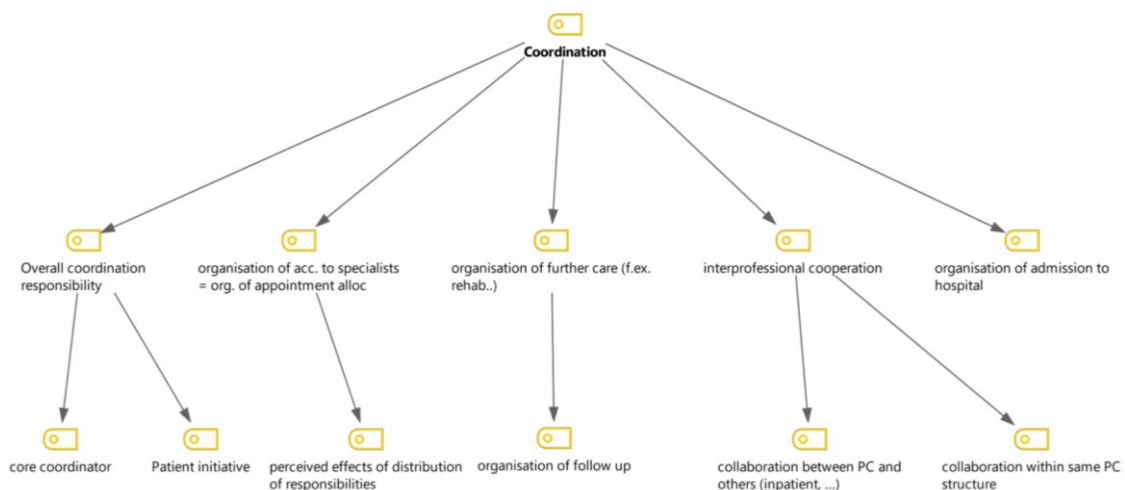 Coordination
Overall coordination
responsibility
organisation of acc. to specialists
= org. of appointment alloc
organisation of further care (f.ex.
rehab..)
interprofessional cooperation
organisation of admission to
hospital
core coordinator
Patient initiative
perceived effects of distribution
of responsibilities
organisation of follow up
collaboration between PC and
others (inpatient, ...)
collaboration within same PC
structure